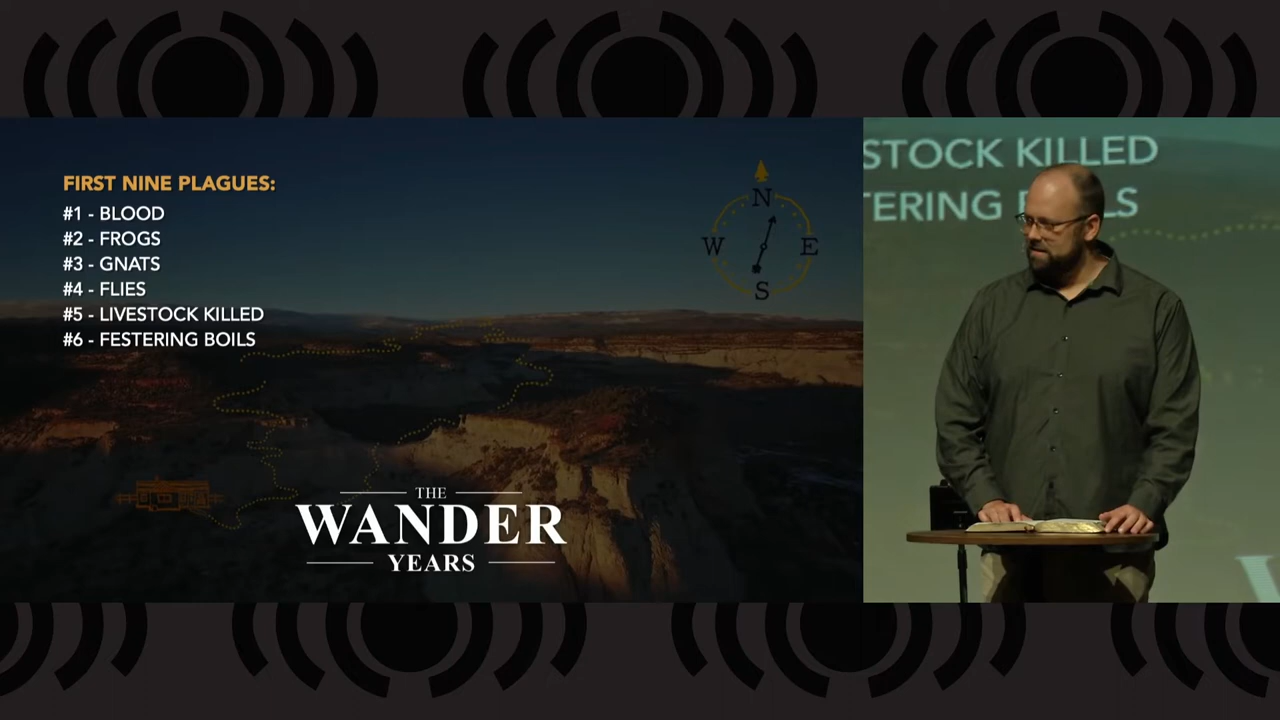 FIRST NINE PLAGUES:
#1 - BLOOD
#2 - FROGS
#3 - GNATS
#4 - FLIES
#5 - LIVESTOCK KILLED
#6 - FESTERING BOILS
N
W E
S
THE
WANDER
YEARS
STOCK KILLED
TERING LS